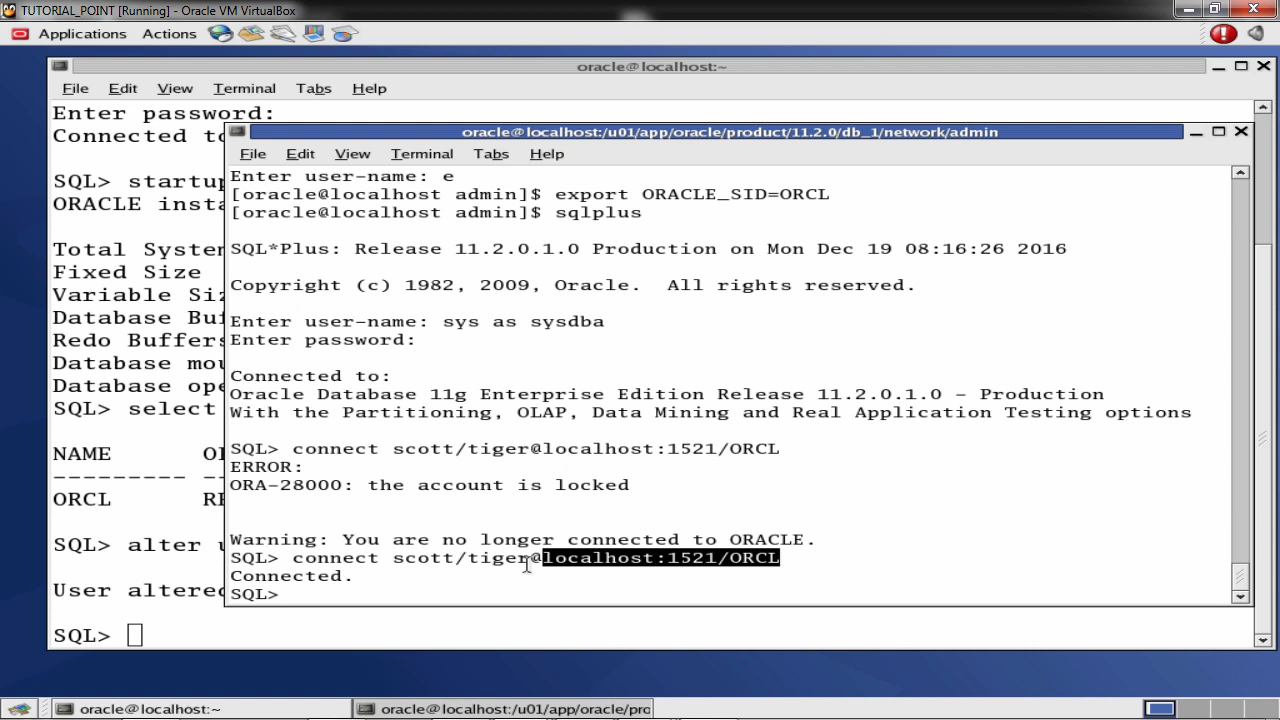 TUTORIAL_POINT [Running] - Oracle VM VirtualBox
Applications Actions
oracle@localhost:~
File Edit View Terminal Tabs Help
Enter password:
Connected to
SQL> startup
ORACLE insta
Total System
Fixed Size
Variable Siz
Database Buf
Redo Buffers
Database mou
Database ope
SQL> select
NAME OP
--------- --
ORCL RE
SQL> alter u
User altered
SQL>
oracle@localhost:/u01/app/oracle/product/11.2.0/db_1/network/admin
File Edit View Terminal Tabs Help
Enter user-name: e
[oracle@localhost admin]$ export ORACLE_SID=ORCL
[oracle@localhost admin]$ sqlplus
SQL*Plus: Release 11.2.0.1.0 Production on Mon Dec 19 08:16:26 2016
Copyright (c) 1982, 2009, Oracle.  All rights reserved.
Enter user-name: sys as sysdba
Enter password:
Connected to:
Oracle Database 11g Enterprise Edition Release 11.2.0.1.0 - Production
With the Partitioning, OLAP, Data Mining and Real Application Testing options
SQL> connect scott/tiger@localhost:1521/ORCL
ERROR:
ORA-28000: the account is locked
Warning: You are no longer connected to ORACLE.
SQL> connect scott/tiger@localhost:1521/ORCL
Connected.
SQL>
oracle@localhost:~
oracle@localhost:/u01/app/oracle/pro